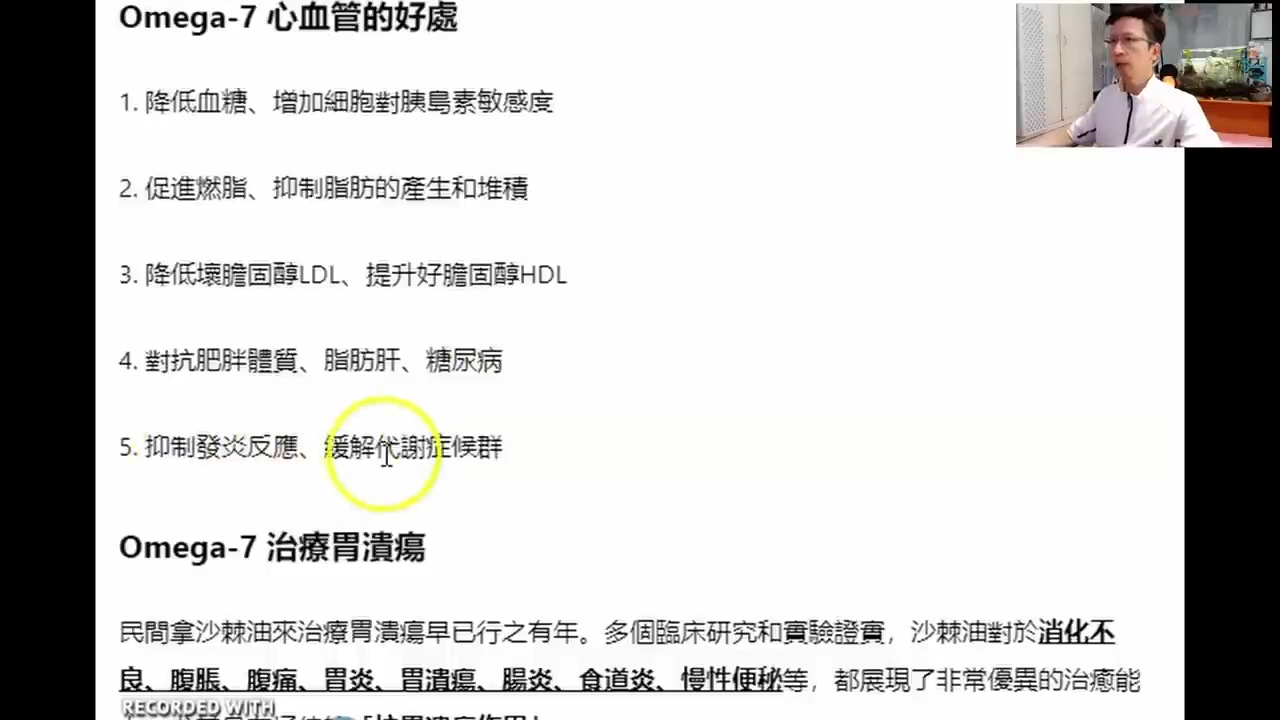 Omega-7 心血管的好處
1. 降低血糖、增加細胞對胰島素敏感度
2. 促進燃脂、抑制脂肪的產生和堆積
3. 降低壞膽固醇LDL、提升好膽固醇HDL
4. 對抗肥胖體質、脂肪肝、糖尿病
5. 抑制發炎反應、緩解代謝症候群
Omega-7 治療胃潰瘍
民間拿沙棘油來治療胃潰瘍早已行之有年。多個臨床研究和實驗證實，沙棘油對於消化不
良、腹脹、腹痛、胃炎、胃潰瘍、腸炎、食道炎、慢性便秘等，都展現了非常優異的治癒能
RECORDED WITH